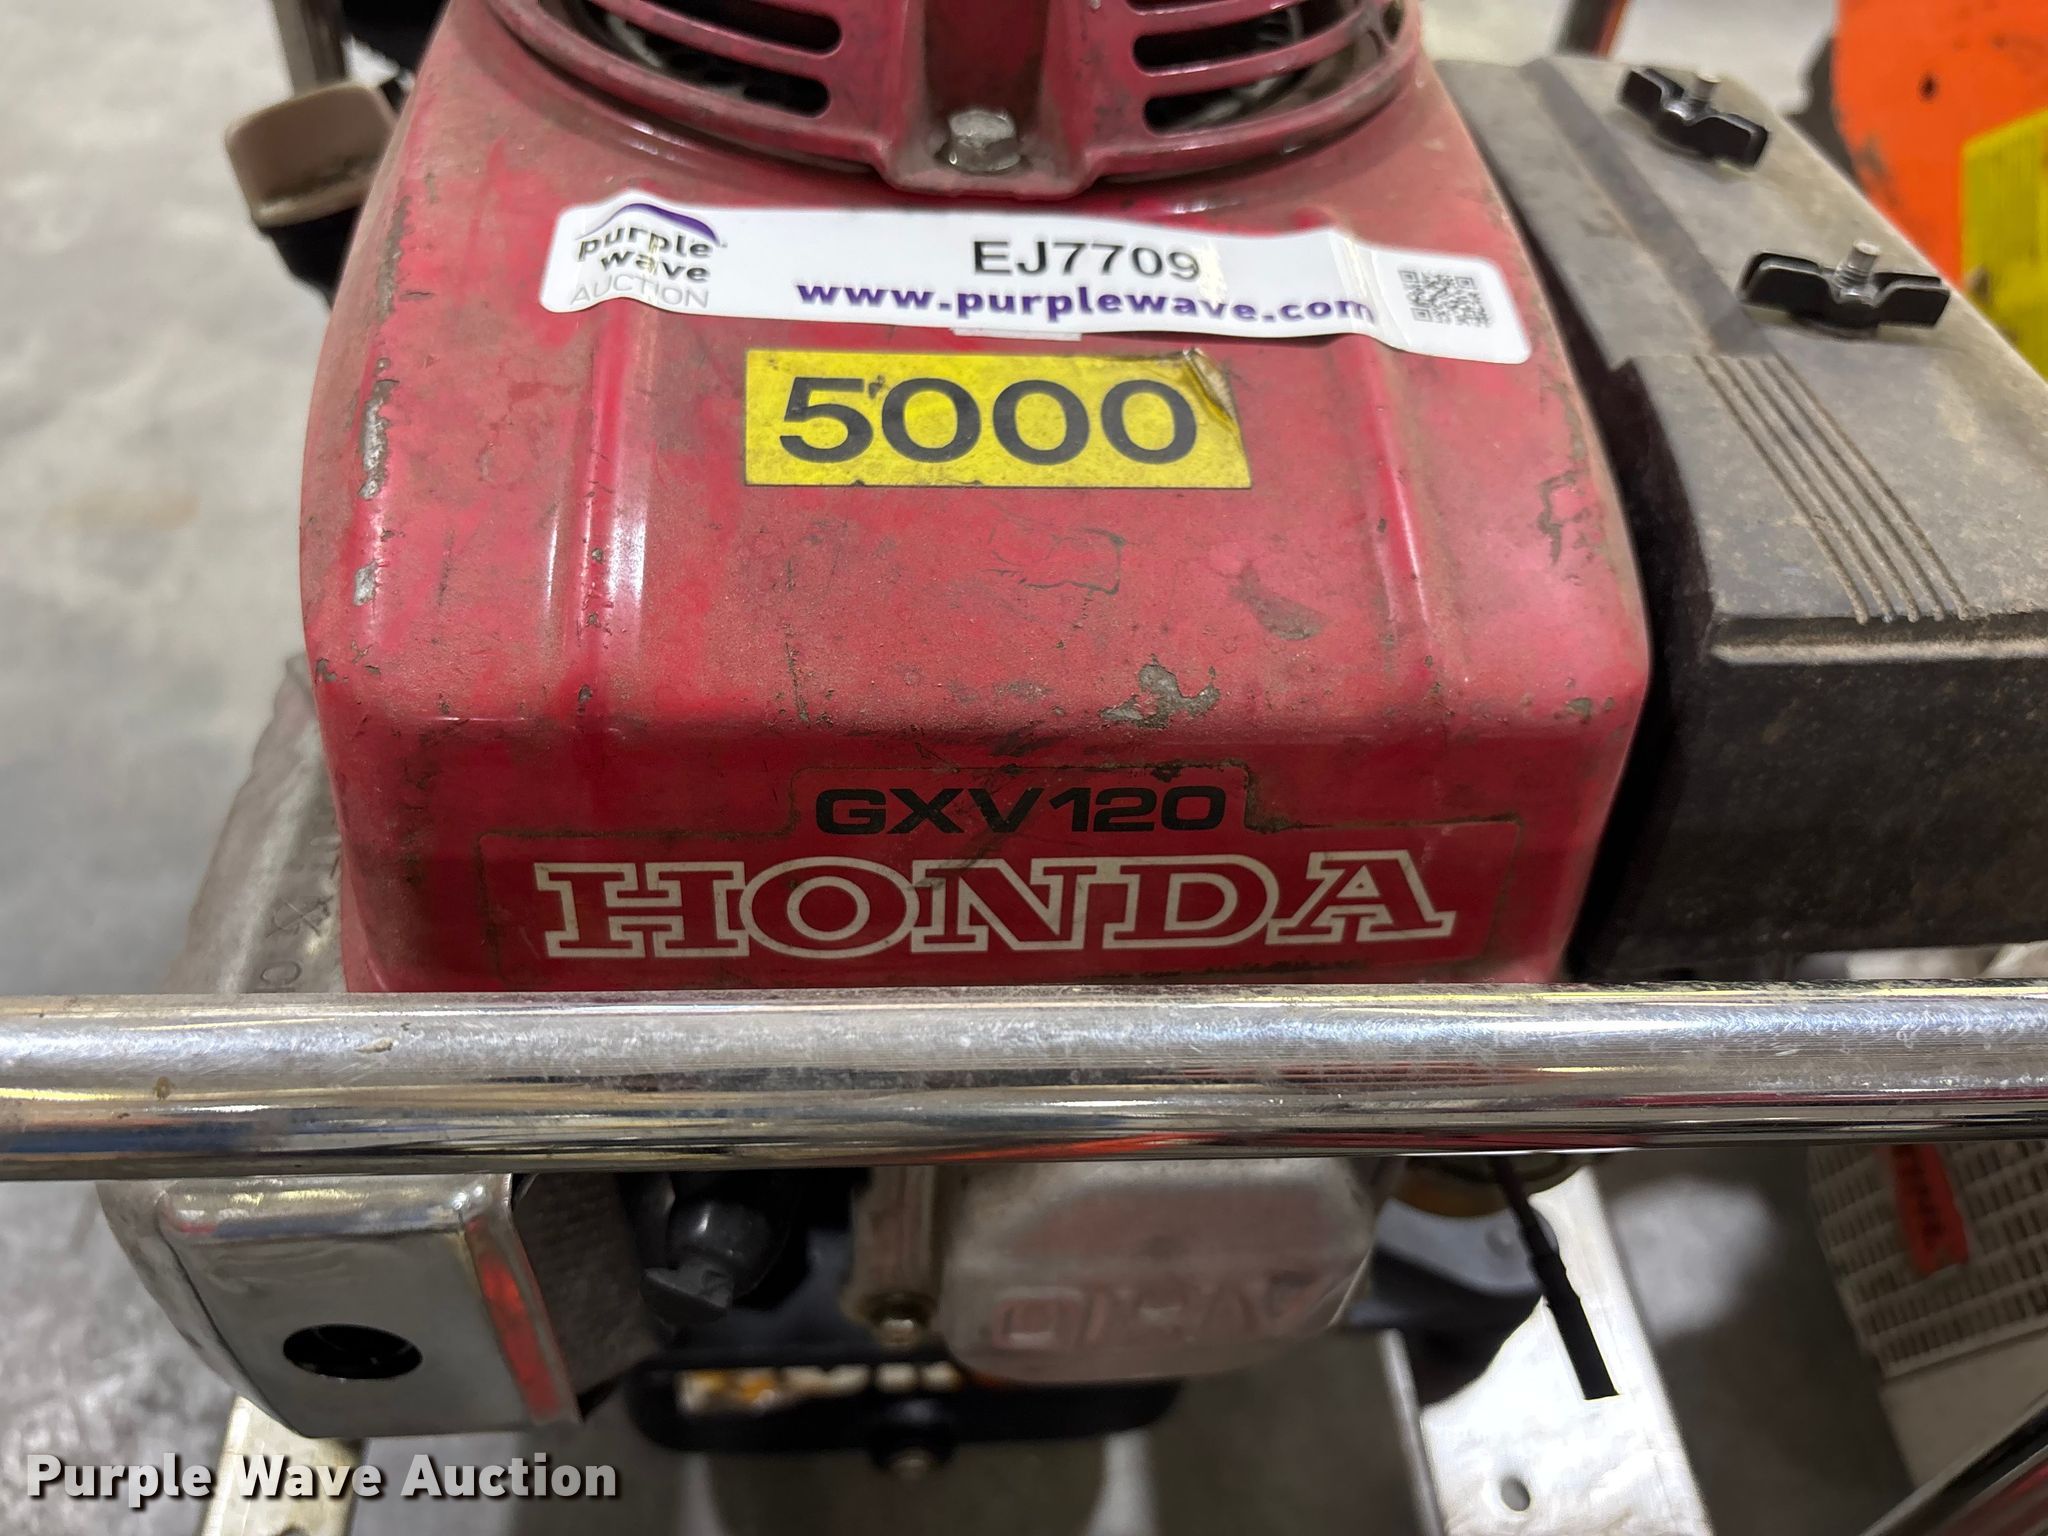 purple
wave
AUCTION
EJ7709
www.purplewave.com
5000
GXV120
HONDA
Purple Wave Auction